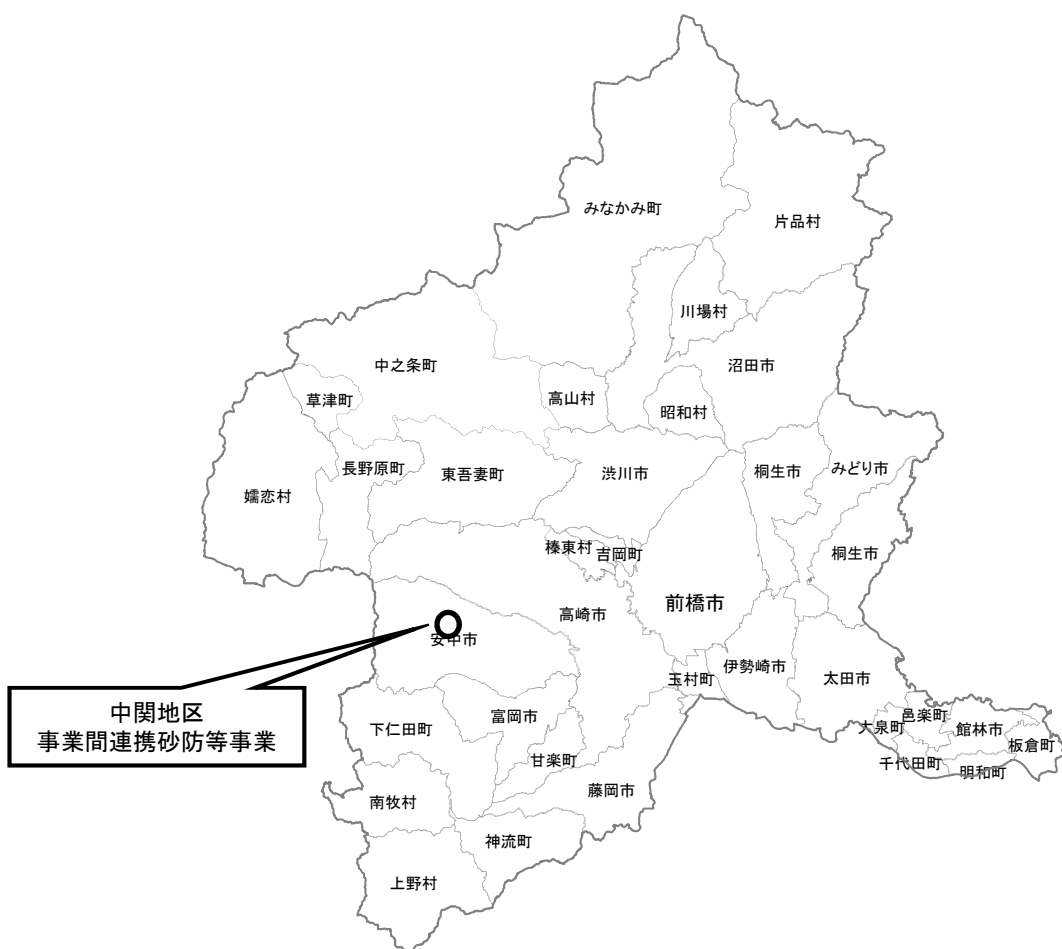 みなかみ町
片品村
川場村
中之条町
沼田市
草津町
高山村
昭和村
長野原町
東吾妻町
渋川市
桐生市
みどり市
嬬恋村
榛東村
吉岡町
桐生市
前橋市
高崎市
安中市
伊勢崎市
玉村町
太田市
中関地区
事業間連携砂防等事業
下仁田町
富岡市
邑楽町
大泉町
館林市
板倉町
甘楽町
千代田町
明和町
藤岡市
南牧村
神流町
上野村